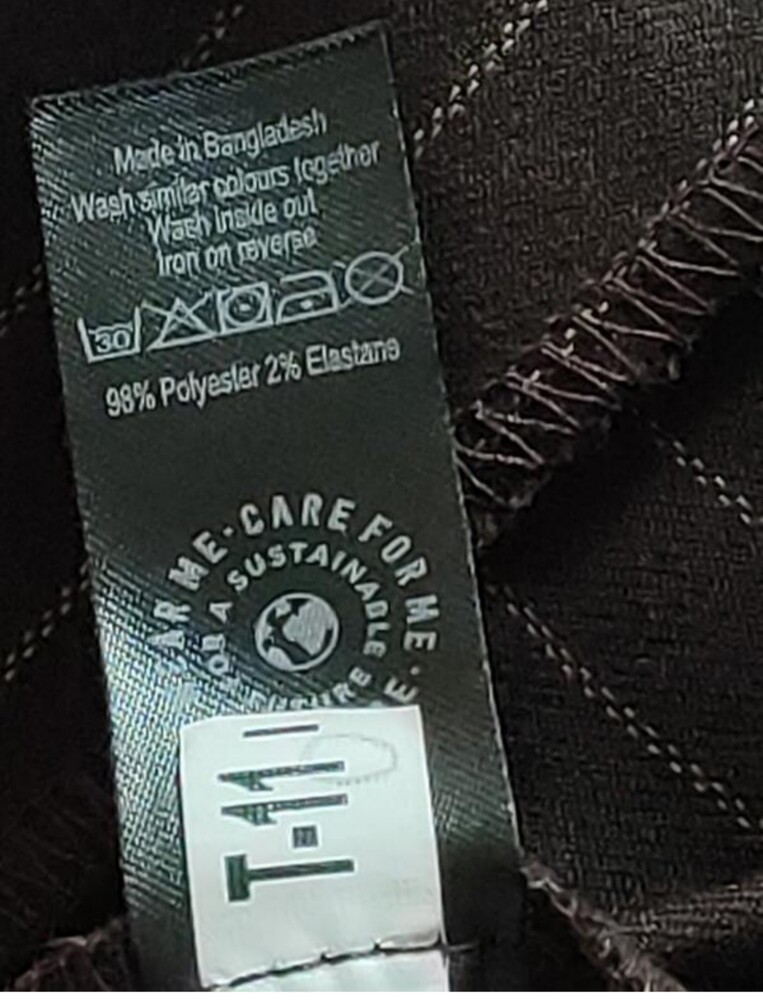 Made in Bangladesh
Wash similar colours together
Wash inside out
Iron on reverse
30
98% Polyester 2% Elastane
ME·CARE FOR ME·
A SUSTAINABLE